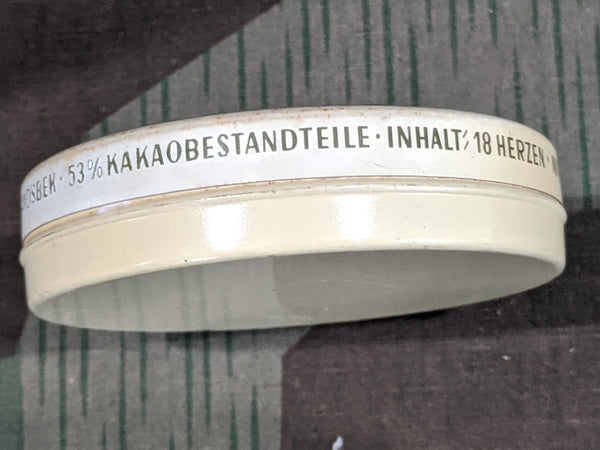 · 53% KAKAOBESTANDTEILE · INHALT: 18 HERZEN ·